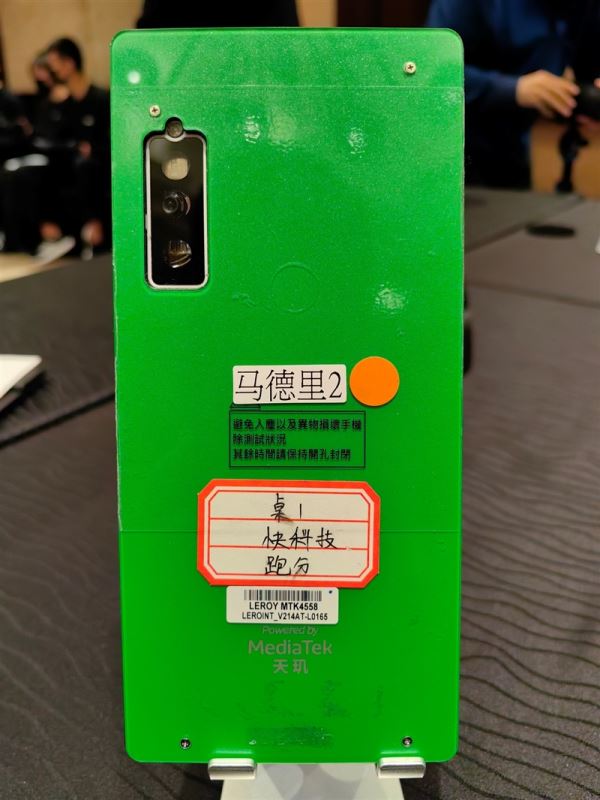 马德里2
避免入塵以及異物損壞手機
除測試狀況
其餘時間請保持開孔封閉
桌1
快科技
跑分
LEROY MTK4558
LEROINT_V214AT-L0165
Powered by
MediaTek
天玑